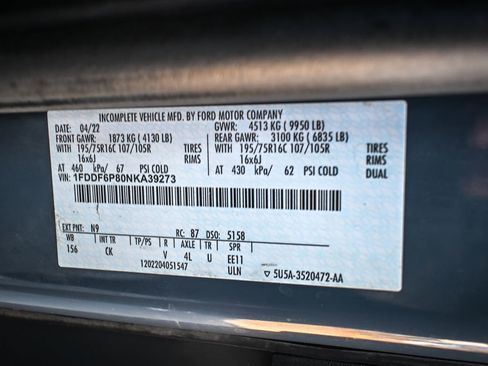 INCOMPLETE VEHICLE MFD. BY FORD MOTOR COMPANY
DATE: 04/22 GVWR: 4513 KG ( 9950 LB)
FRONT GAWR: 1873 KG ( 4130 LB) REAR GAWR: 3100 KG ( 6835 LB)
WITH 195/75R16C 107/105R TIRES WITH 195/75R16C 107/105R TIRES
16x6J RIMS 16x6J RIMS
AT 460 kPa/ 67 PSI COLD AT 430 kPa/ 62 PSI COLD DUAL
VIN: 1FDDF6P80NKA39273
EXT PNT: N9 RC: B7 DSO: 5158
WB INT TR TP/PS R AXLE TR SPR
156 CK V 4L U EE11
1202204051547 ULN 5U5A-3520472-AA